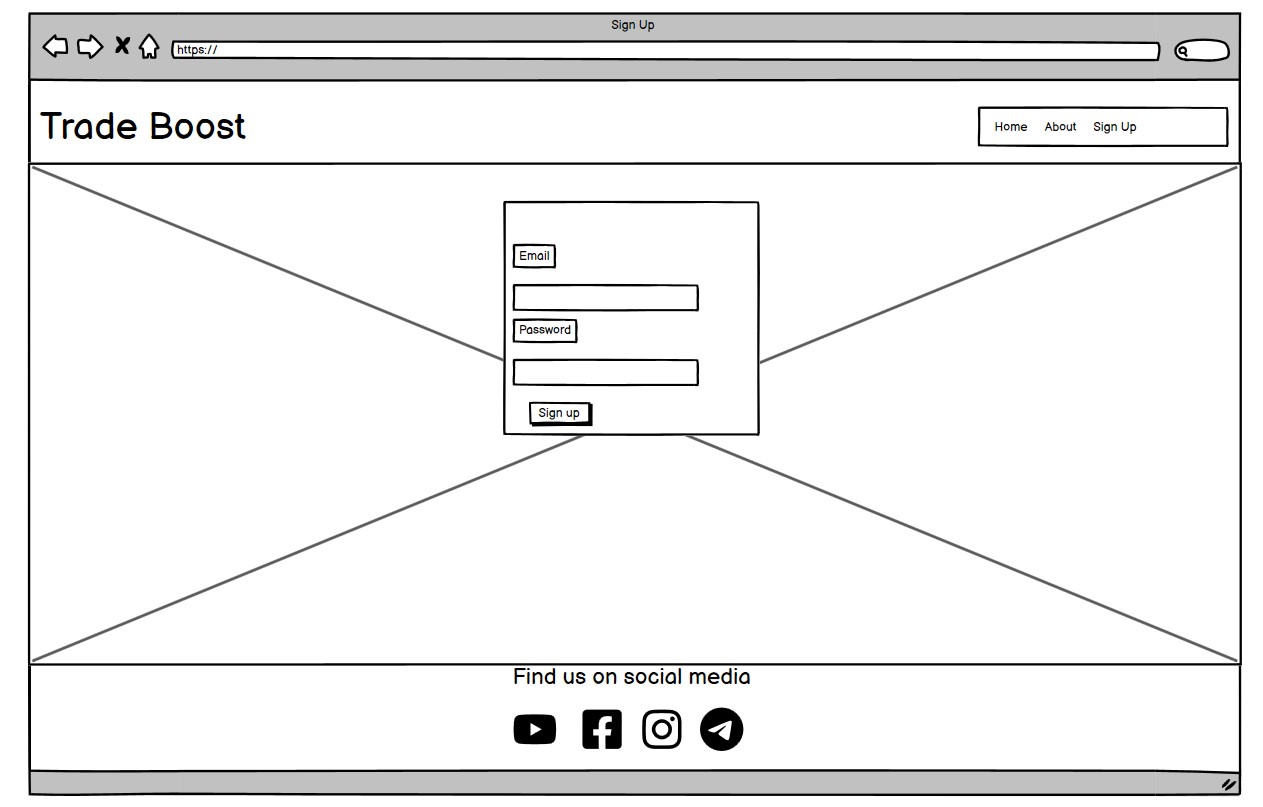 Sign Up
https://
Trade Boost
Home About Sign Up
Email
Password
Sign up
Find us on social media